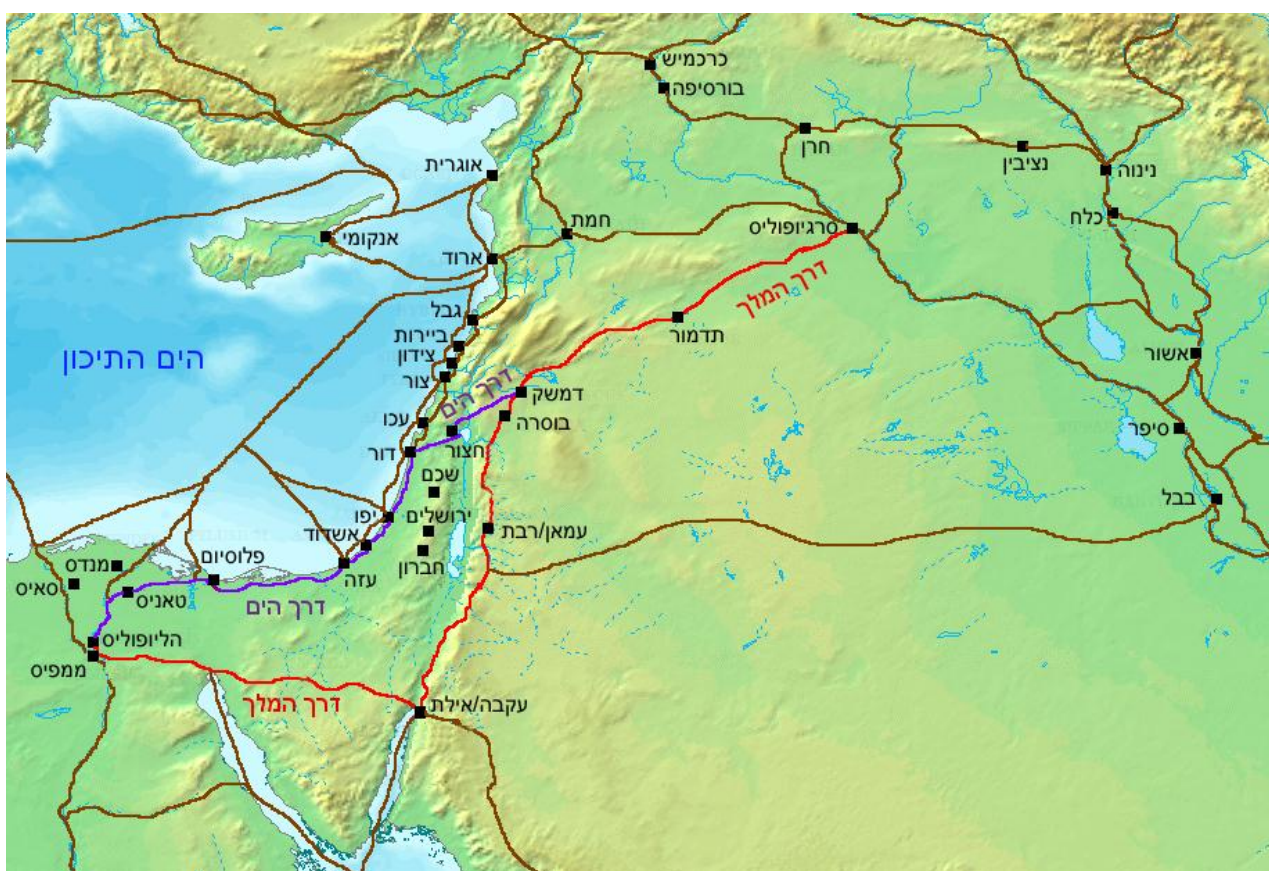 כרכמיש
בורסיפה
חרן
נציבין
נינוה
אוגרית
כלח
חמת
סרגיופוליס
אנקומי
ארוד
דרך המלך
גבל
תדמור
ביירות
הים התיכון
צידון
אשור
צור
דרך הים
דמשק
בוסרה
עכו
סיפר
דור
חצור
שכם
בבל
יפו
ירושלים
עמאן/רבת
אשדוד
פלוסיום
מנדס
חברון
עזה
סאיס
טאניס
דרך הים
הליופוליס
ממפיס
דרך המלך
עקבה/אילת